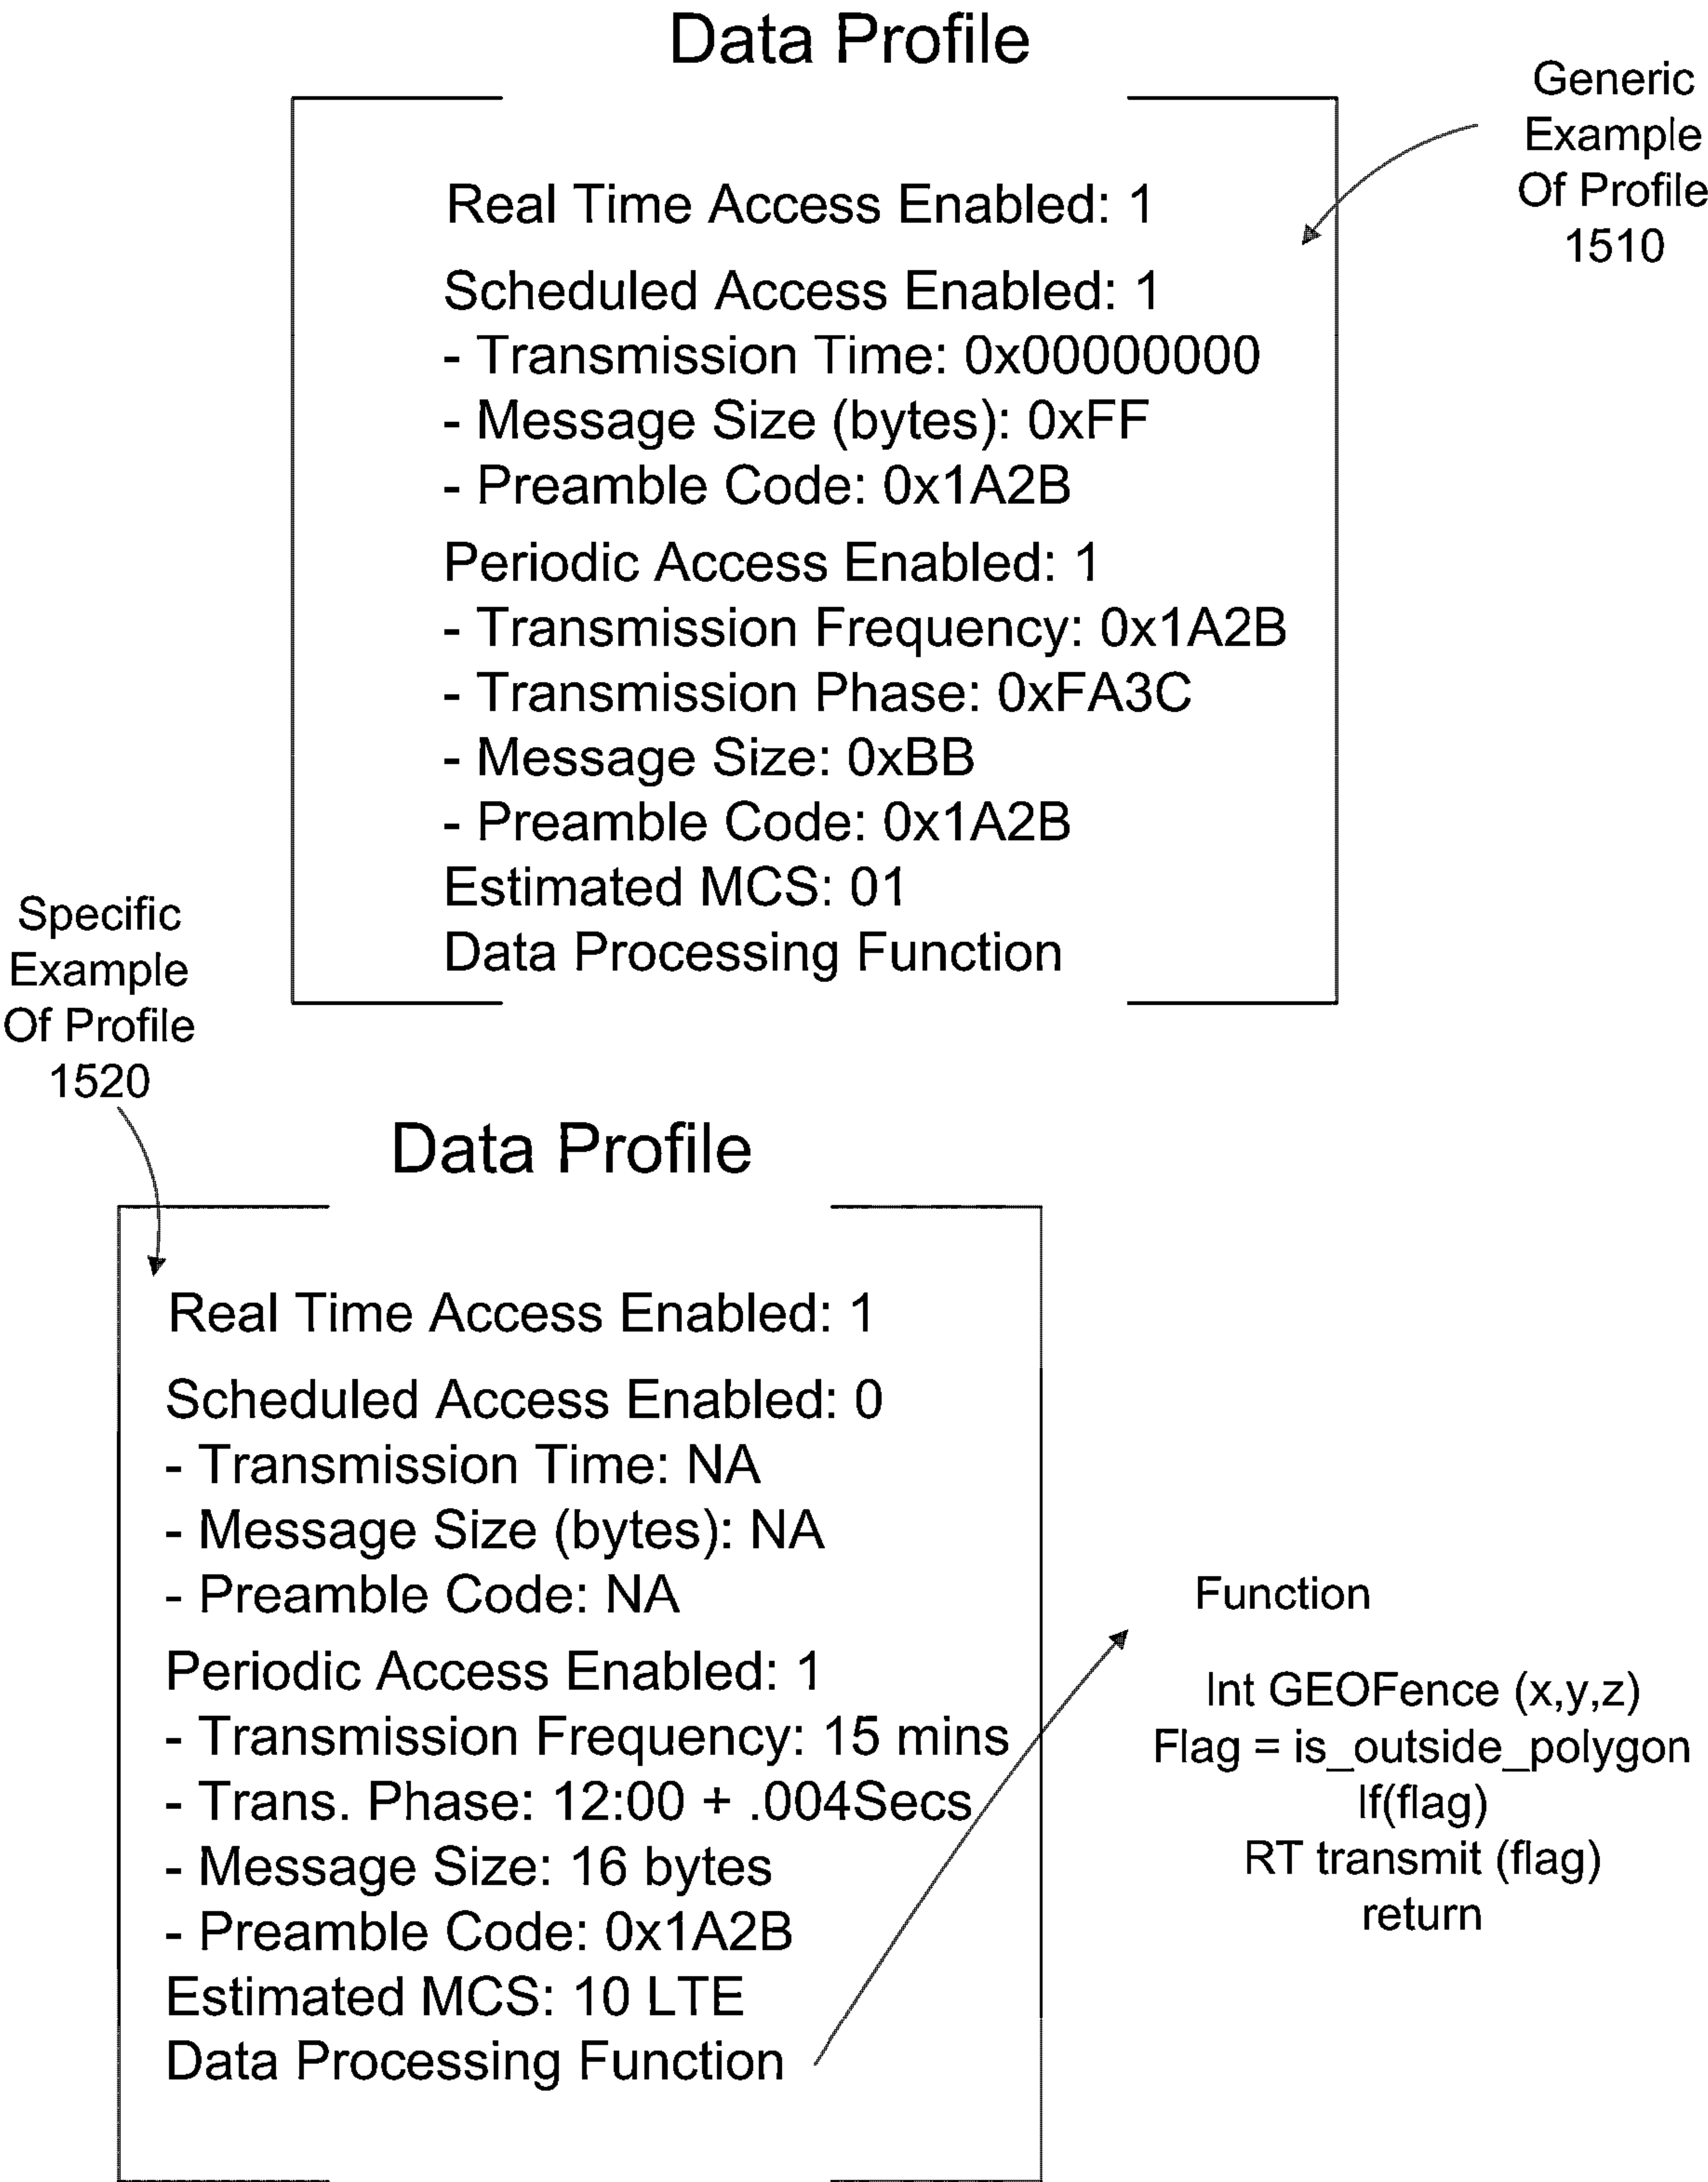 Data Profile
Generic
Example
Of Profile
1510
Real Time Access Enabled: 1
Scheduled Access Enabled: 1
- Transmission Time: 0x00000000
- Message Size (bytes): 0xFF
- Preamble Code: 0x1A2B
Periodic Access Enabled: 1
- Transmission Frequency: 0x1A2B
- Transmission Phase: 0xFA3C
- Message Size: 0xBB
- Preamble Code: 0x1A2B
Estimated MCS: 01
Data Processing Function
Specific
Example
Of Profile
1520
Data Profile
Real Time Access Enabled: 1
Scheduled Access Enabled: 0
- Transmission Time: NA
- Message Size (bytes): NA
- Preamble Code: NA
Periodic Access Enabled: 1
- Transmission Frequency: 15 mins
- Trans. Phase: 12:00 + .004Secs
- Message Size: 16 bytes
- Preamble Code: 0x1A2B
Estimated MCS: 10 LTE
Data Processing Function
Function
Int GEOFence (x,y,z)
Flag = is_outside_polygon
If(flag)
RT transmit (flag)
return